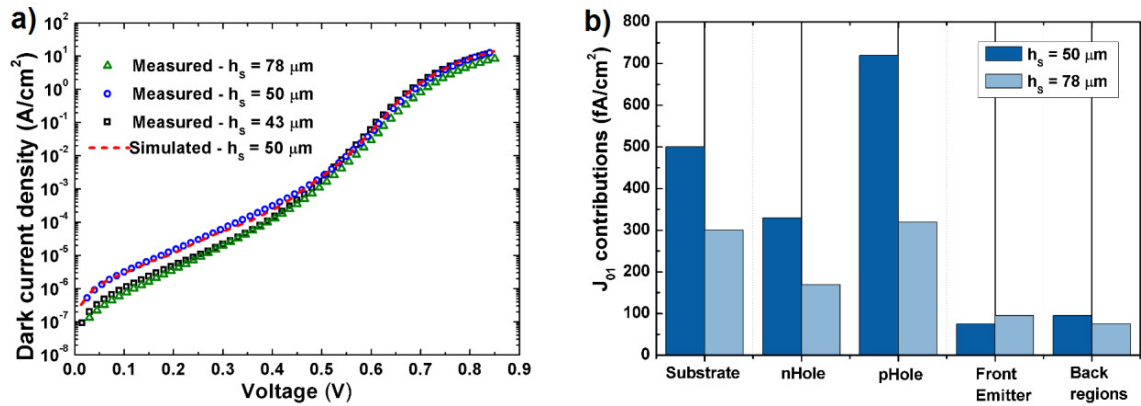 a)
Dark current density (A/cm²)
10²
10¹
10⁰
10⁻¹
10⁻²
10⁻³
10⁻⁴
10⁻⁵
10⁻⁶
10⁻⁷
10⁻⁸
Measured - hₛ = 78 μm
Measured - hₛ = 50 μm
Measured - hₛ = 43 μm
Simulated - hₛ = 50 μm
0.0 0.1 0.2 0.3 0.4 0.5 0.6 0.7 0.8 0.9
Voltage (V)
b)
J₀₁ contributions (fA/cm²)
800
700
600
500
400
300
200
100
0
hₛ = 50 μm
hₛ = 78 μm
Substrate nHole pHole Front Back
Emitter regions